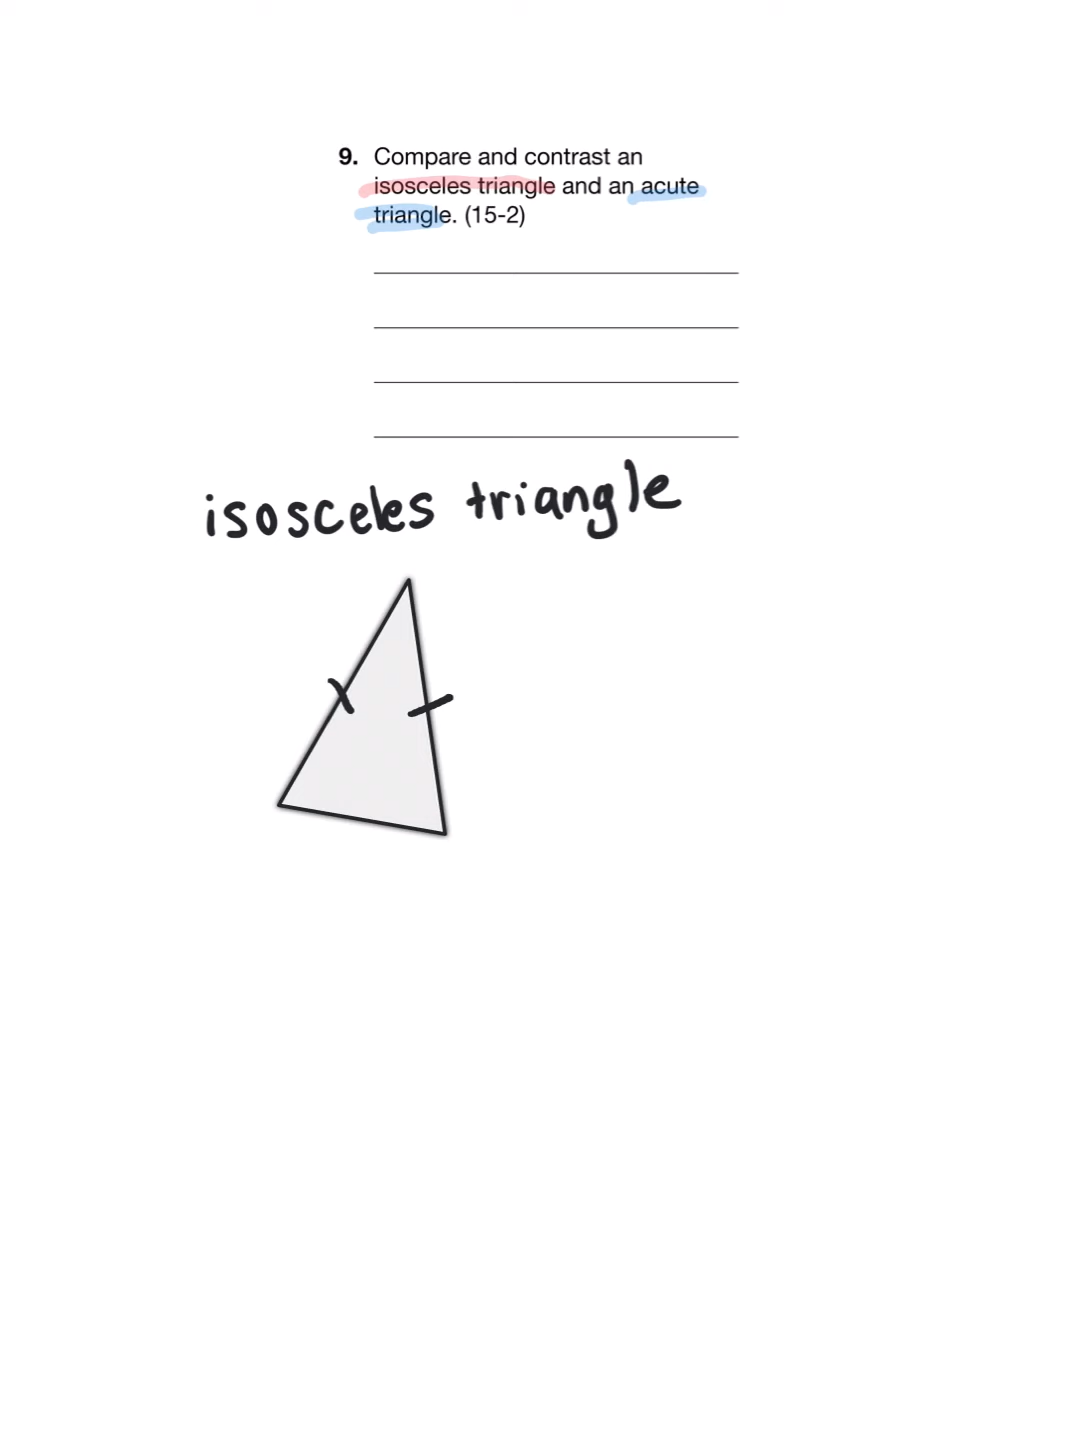 9. Compare and contrast an
isosceles triangle and an acute
triangle. (15-2)
isosceles triangle